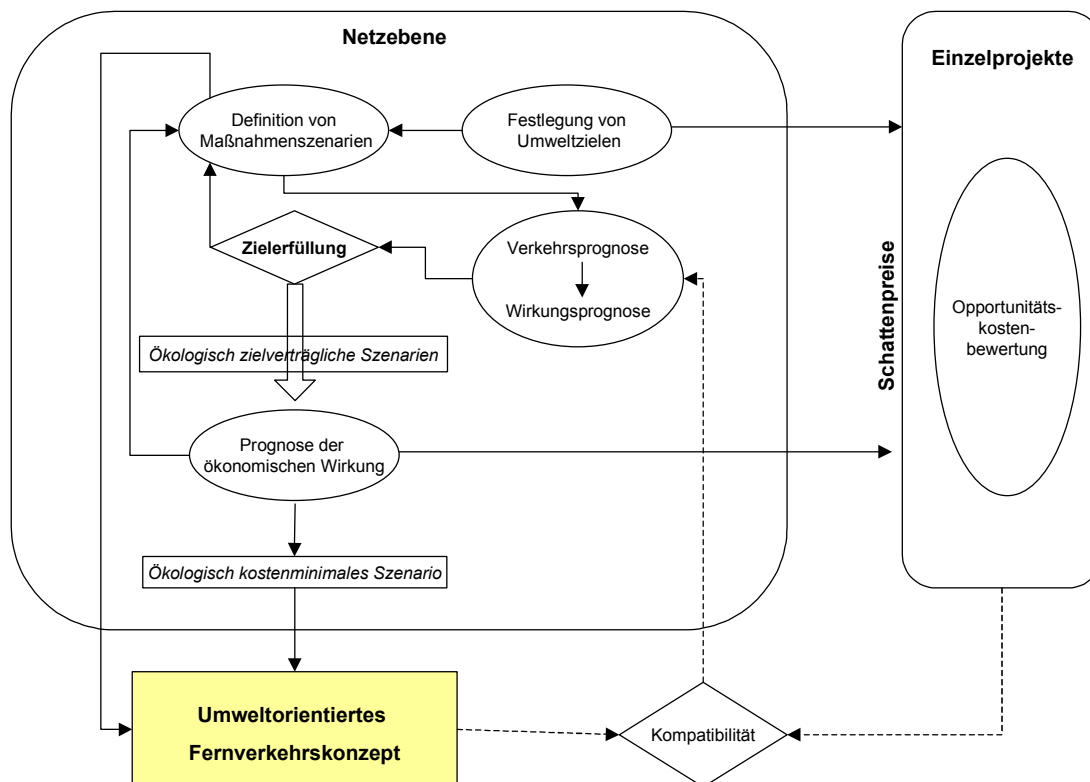 Netzebene
Einzelprojekte
Definition von
Maßnahmenszenarien
Festlegung von
Umweltzielen
Zielerfüllung
Verkehrsprognose
Wirkungsprognose
Schattenpreise
Opportunitäts-
kosten-
bewertung
Ökologisch zielverträgliche Szenarien
Prognose der
ökonomischen Wirkung
Ökologisch kostenminimales Szenario
Umweltorientiertes
Fernverkehrskonzept
Kompatibilität